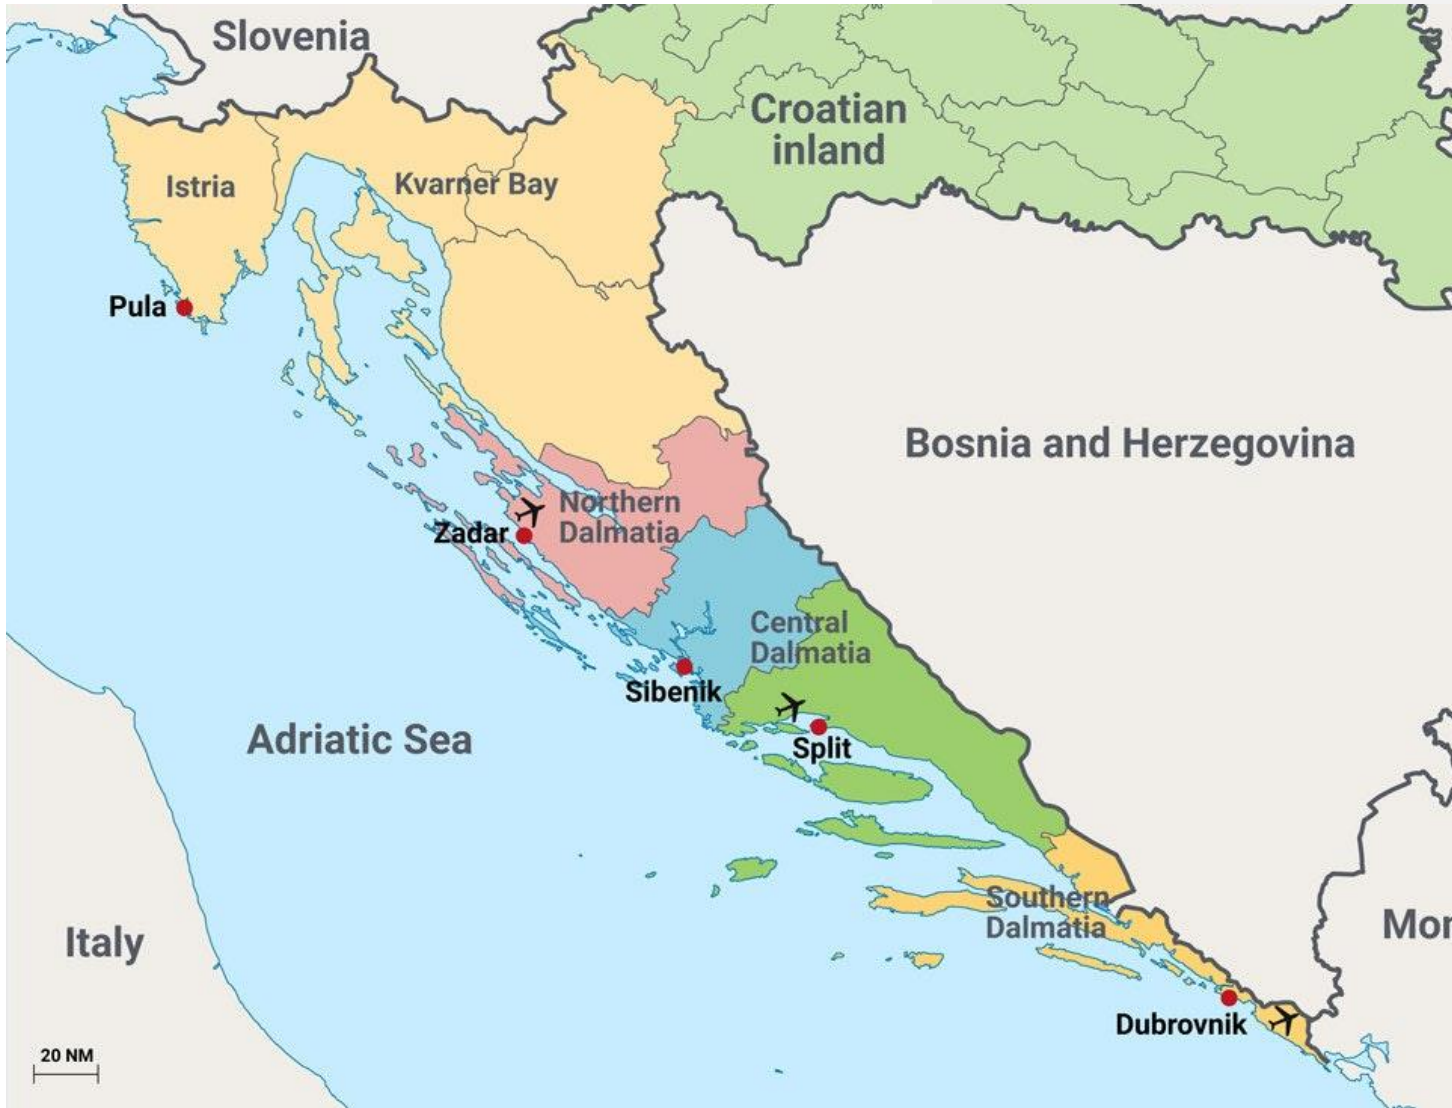 Slovenia
Croatian
inland
Istria
Kvarner Bay
Pula
Bosnia and Herzegovina
Northern
Dalmatia
Zadar
Central
Dalmatia
Sibenik
Split
Adriatic Sea
Southern
Dalmatia
Italy
Mor
Dubrovnik
20 NM